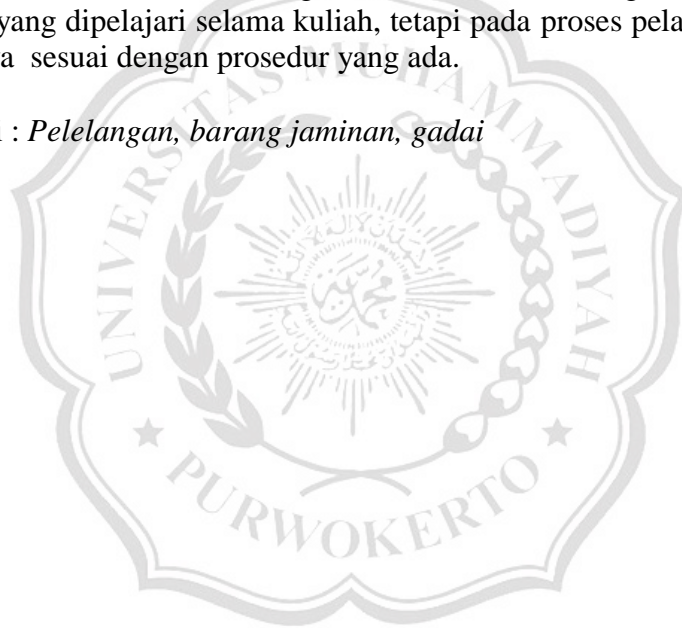 yang dipelajari selama kuliah, tetapi pada proses pela
a sesuai dengan prosedur yang ada.
i : Pelelangan, barang jaminan, gadai
UNIVERSITAS MUHAMMADIYAH
PURWOKERTO